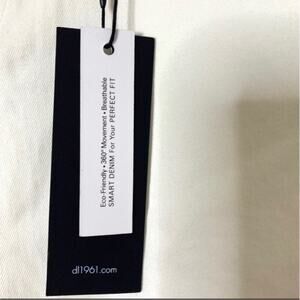 Eco-Friendly • 360° Movement • Breathable
SMART DENIM For Your PERFECT FIT
dl1961.com